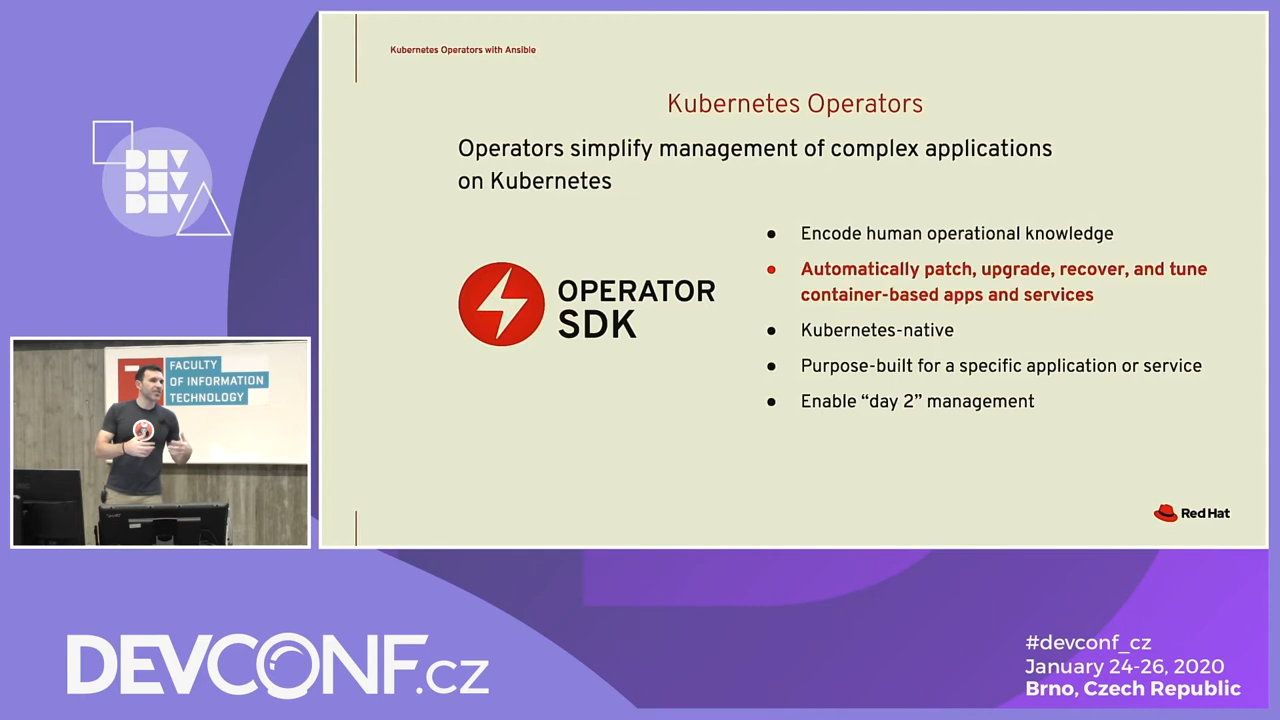 Kubernetes Operators with Ansible
Kubernetes Operators
Operators simplify management of complex applications
on Kubernetes
OPERATOR
SDK
● Encode human operational knowledge
● Automatically patch, upgrade, recover, and tune
container-based apps and services
● Kubernetes-native
● Purpose-built for a specific application or service
● Enable “day 2” management
Red Hat
DEV
DEV
DEV
FACULTY
OF INFORMATION
TECHNOLOGY
DEVCONF.cz
#devconf_cz
January 24-26, 2020
Brno, Czech Republic